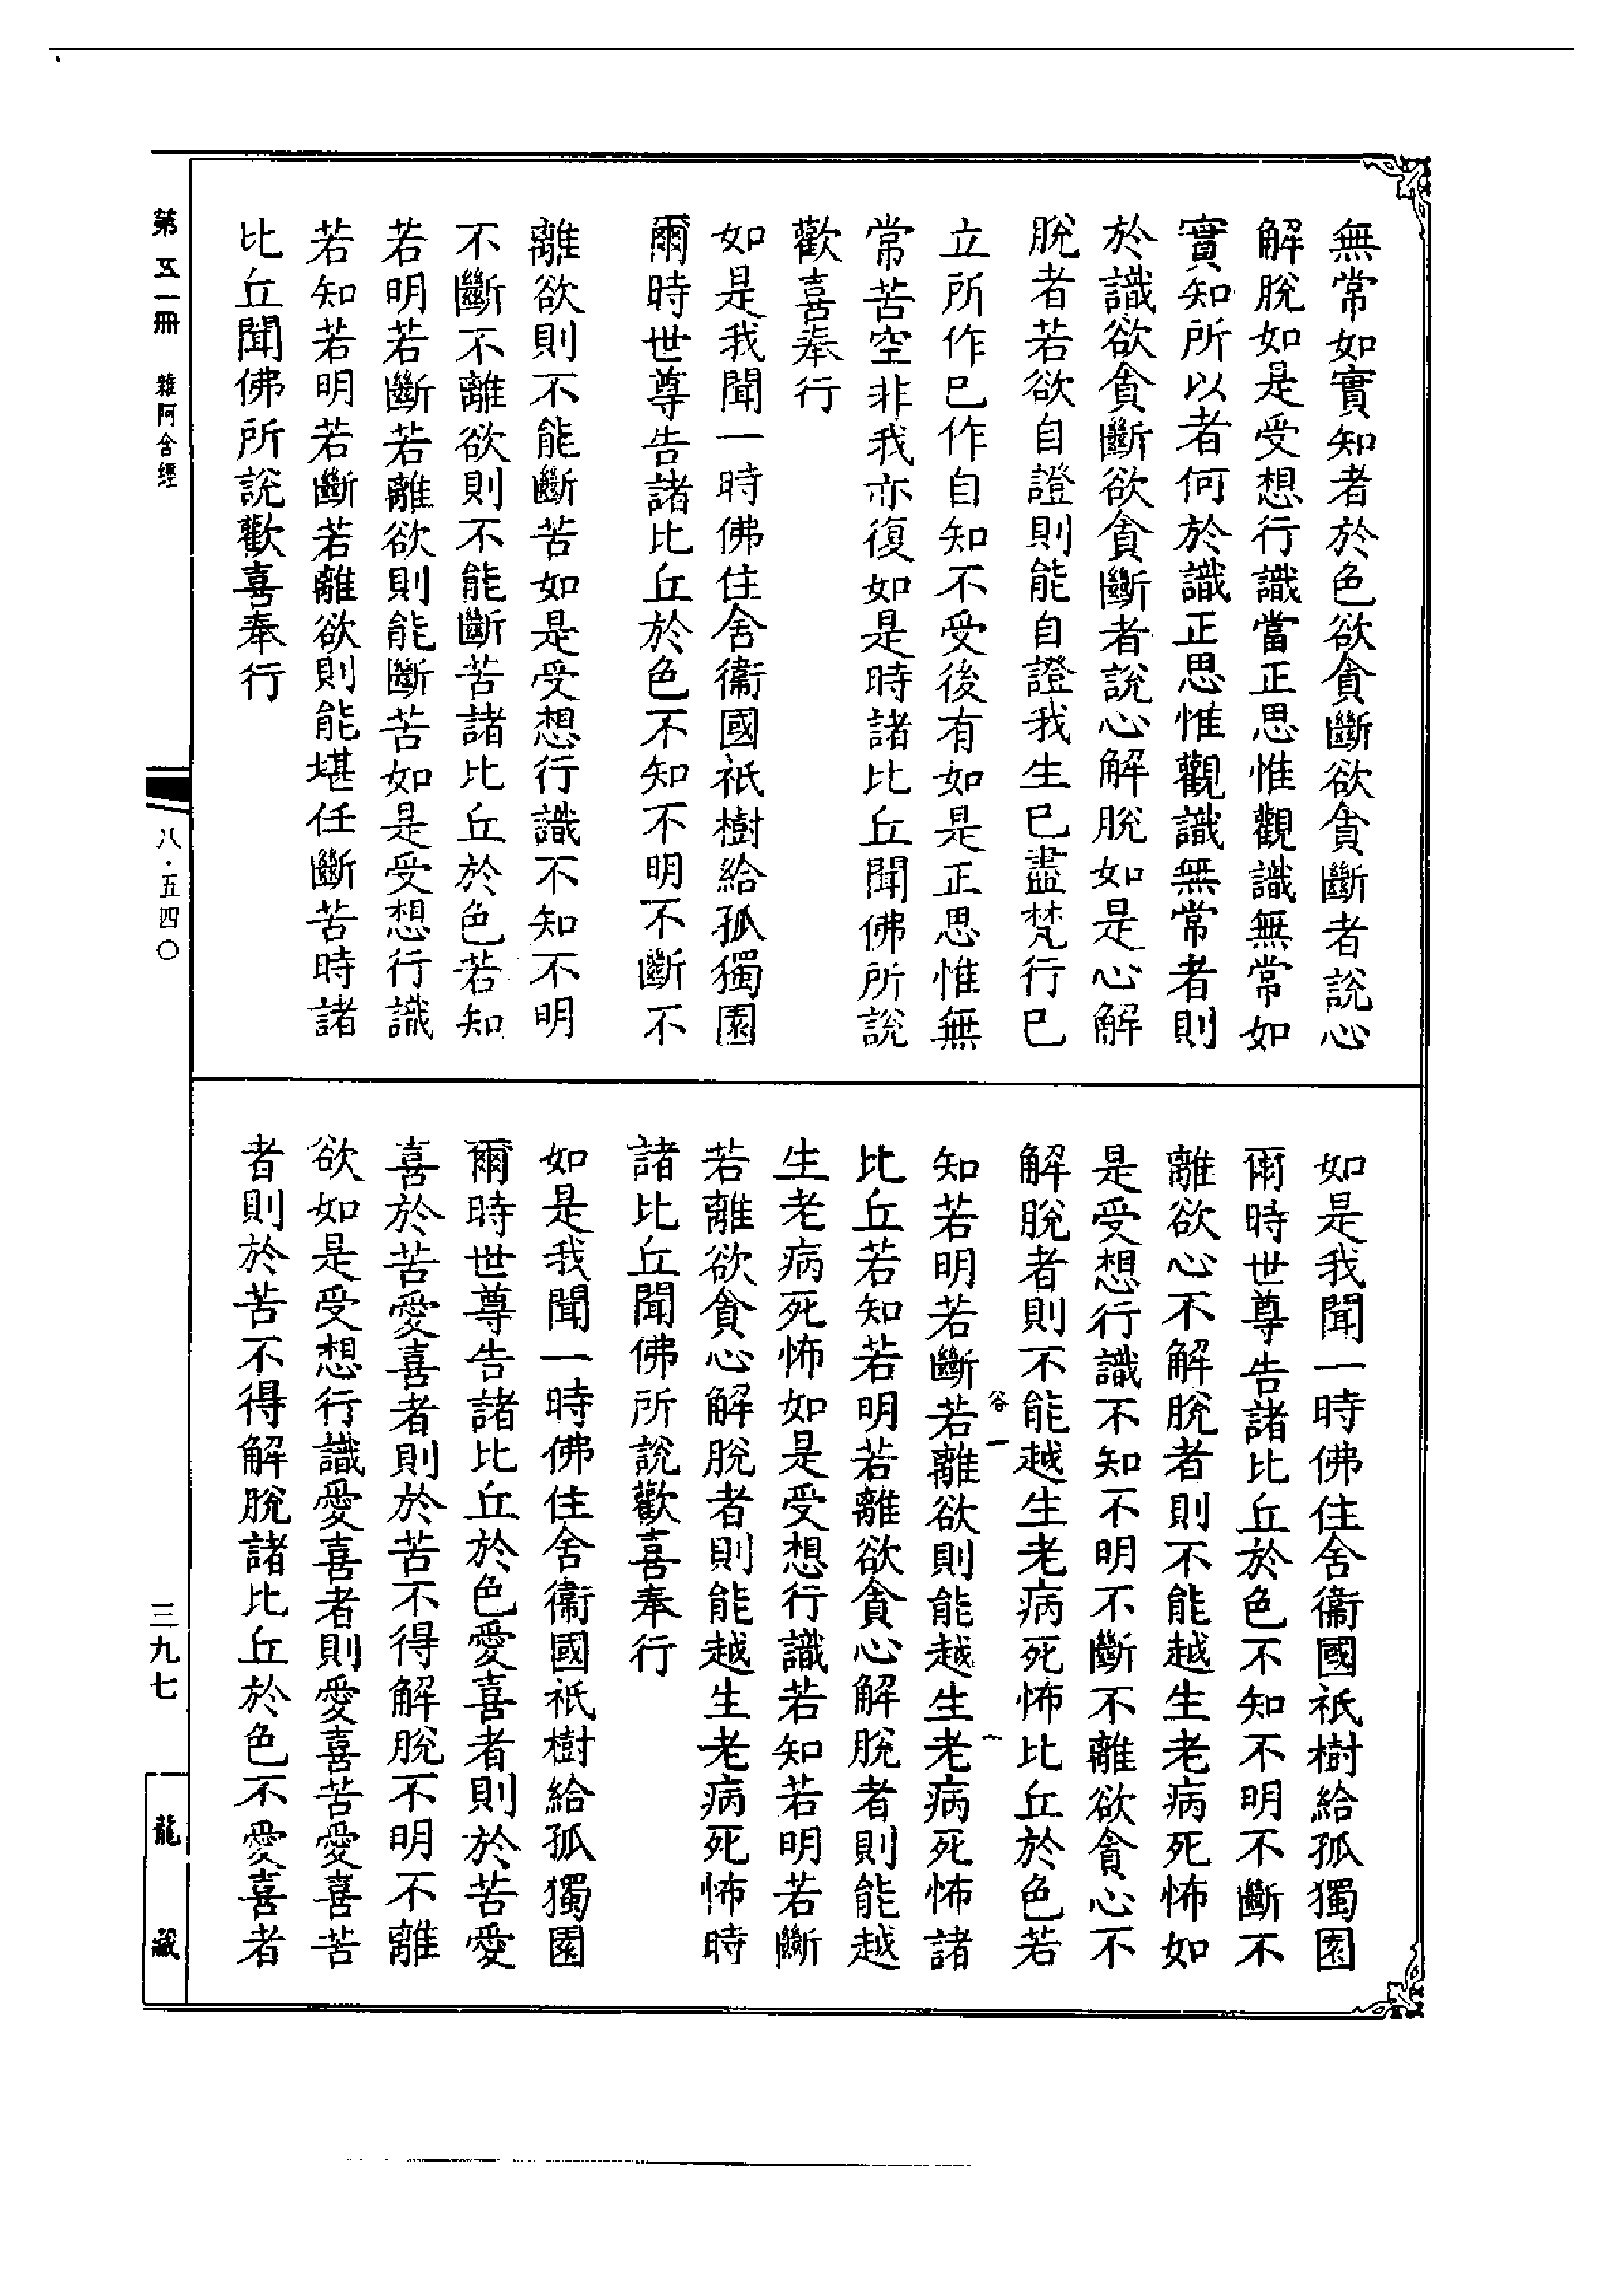 無常如實知者於色欲貪斷欲貪斷者說心
解脫如是受想行識當正思惟觀識無常如
實知所以者何於識正思惟觀識無常者則
於識欲貪斷欲貪斷者說心解脫如是心解
脫者若欲自證則能自證我生已盡梵行已
立所作已作自知不受後有如是正思惟無
常苦空非我亦復如是時諸比丘聞佛所說
歡喜奉行
如是我聞一時佛住舍衞國祇樹給孤獨園
爾時世尊告諸比丘於色不知不明不斷不
離欲則不能斷苦如是受想行識不知不明
不斷不離欲則不能斷苦諸比丘於色若知
若明若斷若離欲則能斷苦如是受想行識
若知若明若斷若離欲則能堪任斷苦時諸
比丘聞佛所說歡喜奉行
如是我聞一時佛住舍衞國祇樹給孤獨園
爾時世尊告諸比丘於色不知不明不斷不
離欲心不解脫者則不能越生老病死怖如
是受想行識不知不明不斷不離欲貪心不
解脫者則不能越生老病死怖比丘於色若
谷一 一
知若明若斷若離欲則能越生老病死怖諸
比丘若知若明若離欲貪心解脫者則能越
生老病死怖如是受想行識若知若明若斷
若離欲貪心解脫者則能越生老病死怖時
諸比丘聞佛所說歡喜奉行
如是我聞一時佛住舍衞國祇樹給孤獨園
爾時世尊告諸比丘於色愛喜者則於苦愛
喜於苦愛喜者則於苦不得解脫不明不離
欲如是受想行識愛喜者則愛喜苦愛喜苦
者則於苦不得解脫諸比丘於色不愛喜者
第五一冊 雜阿含經
八·五四〇
三九七
龍藏